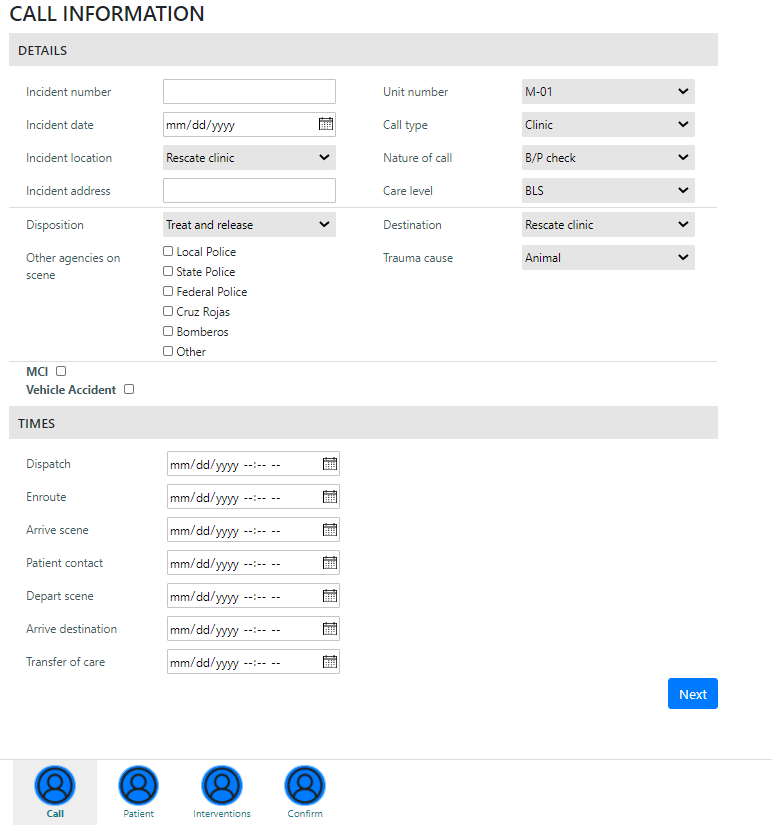 CALL INFORMATION
DETAILS
Incident number
Unit number M-01
Incident date mm/dd/yyyy
Call type Clinic
Incident location Rescate clinic
Nature of call B/P check
Incident address
Care level BLS
Disposition Treat and release
Destination Rescate clinic
Other agencies on
scene
Local Police
State Police
Federal Police
Cruz Rojas
Bomberos
Other
Trauma cause Animal
MCI
Vehicle Accident
TIMES
Dispatch mm/dd/yyyy --:-- --
Enroute mm/dd/yyyy --:-- --
Arrive scene mm/dd/yyyy --:-- --
Patient contact mm/dd/yyyy --:-- --
Depart scene mm/dd/yyyy --:-- --
Arrive destination mm/dd/yyyy --:-- --
Transfer of care mm/dd/yyyy --:-- --
Next
Call Patient Interventions Confirm